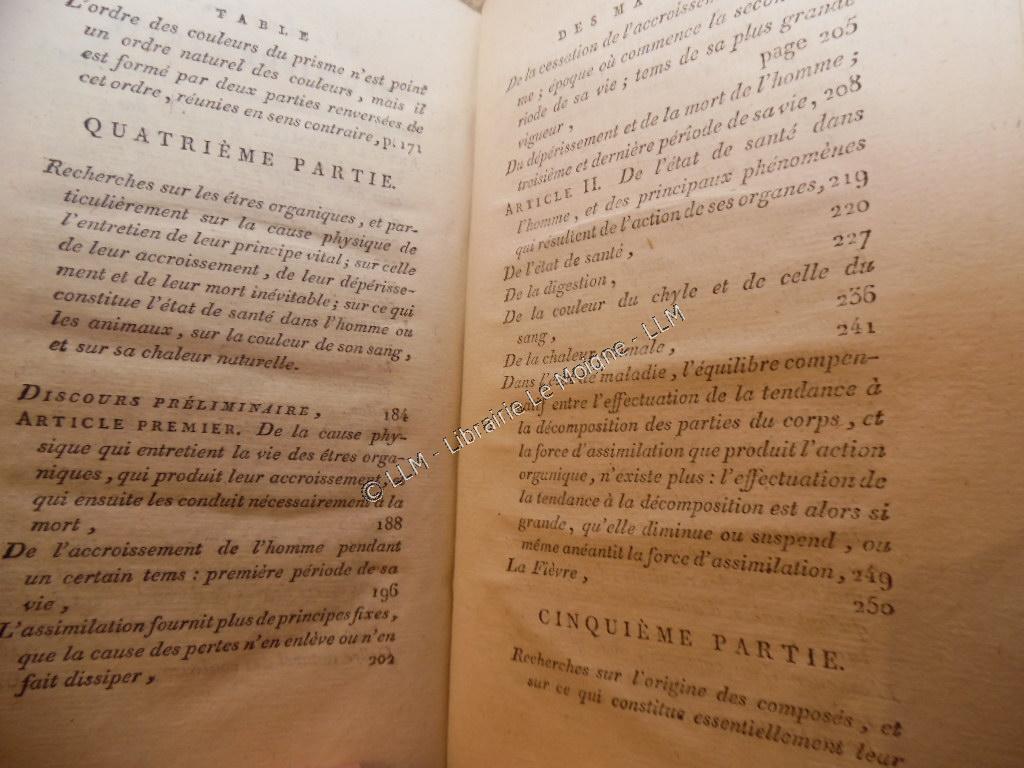 TABLE
L'ordre des couleurs du prisme n'est point
un ordre naturel des couleurs, mais il
est formé par deux parties renversées de
cet ordre, réunies en sens contraire, p. 171
QUATRIÈME PARTIE.
Recherches sur les êtres organiques, et par-
ticulièrement sur la cause physique de
l'entretien de leur principe vital; sur celle
de leur accroissement, de leur dépérisse-
ment et de leur mort inévitable; sur ce qui
constitue l'état de santé dans l'homme ou
les animaux, sur la couleur de son sang,
et sur sa chaleur naturelle.
DISCOURS PRÉLIMINAIRE, 184
ARTICLE PREMIER. De la cause phy-
sique qui entretient la vie des êtres orga-
niques, qui produit leur accroissement
qui ensuite les conduit nécessairement à la
mort, 188
De l'accroissement de l'homme pendant
un certain tems : première période de sa
vie, 196
L'assimilation fournit plus de principes fixes,
que la cause des pertes n'en enlève ou n'en
fait dissiper, 202
DES MA
De la cessation de l'accroissem
me; époque où commence la secon
riode de sa vie; tems de sa plus grande
vigueur, page 205
Du dépérissement et de la mort de l'homme;
troisième et dernière période de sa vie, 208
ARTICLE II. De l'état de santé dans
l'homme, et des principaux phénomènes
qui résultent de l'action de ses organes, 219
De l'état de santé, 220
De la digestion, 227
De la couleur du chyle et de celle du
sang, 236
De la chaleur animale, 241
Dans l'état de maladie, l'équilibre compen-
satif entre l'effectuation de la tendance à
la décomposition des parties du corps, et
la force d'assimilation que produit l'action
organique, n'existe plus : l'effectuation de
la tendance à la décomposition est alors si
grande, qu'elle diminue ou suspend, ou
même anéantit la force d'assimilation, 249
La Fièvre, 250
CINQUIÈME PARTIE.
Recherches sur l'origine des composés, et
sur ce qui constitue essentiellement leur
© LLM - Librairie Le Moigne - LLM